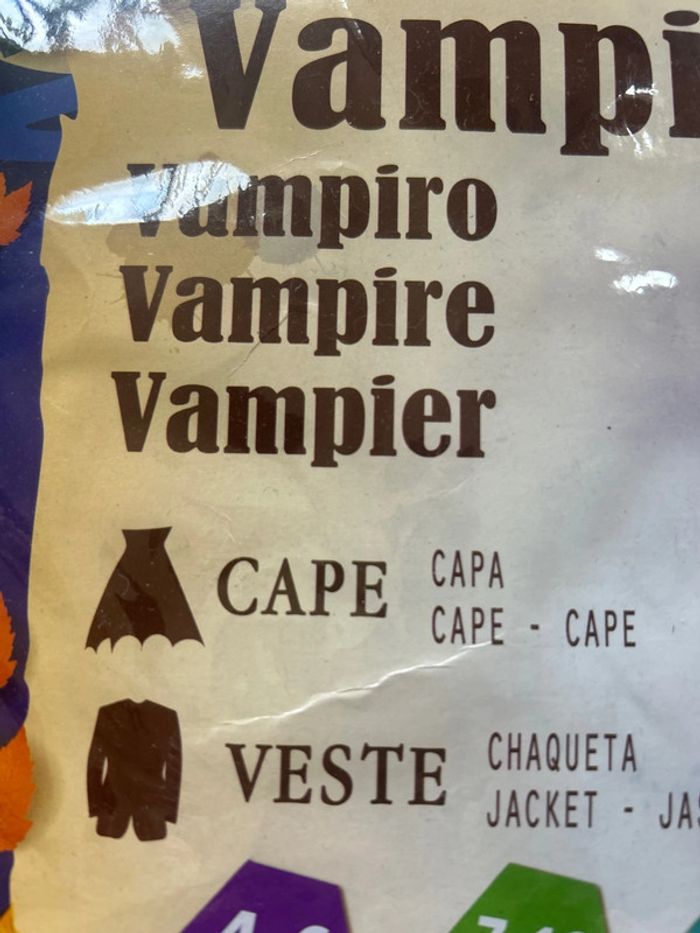 Vampi
Vampiro
Vampire
Vampier
CAPE
CAPA
CAPE - CAPE
VESTE
CHAQUETA
JACKET - JAS